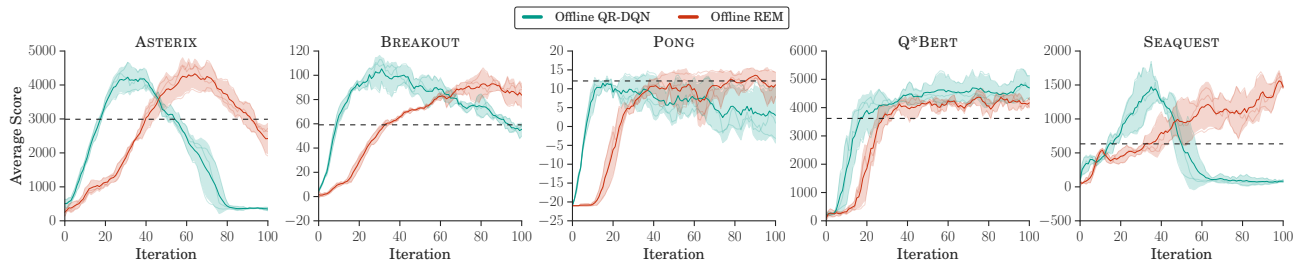 Offline QR-DQN Offline REM
ASTERIX BREAKOUT PONG Q*BERT SEAQUEST
Average Score
5000
4000
3000
2000
1000
0
0 20 40 60 80 100
Iteration
120
100
80
60
40
20
0
−20
0 20 40 60 80 100
Iteration
20
15
10
5
0
−5
−10
−15
−20
−25
0 20 40 60 80 100
Iteration
6000
5000
4000
3000
2000
1000
0
0 20 40 60 80 100
Iteration
2000
1500
1000
500
0
−500
0 20 40 60 80 100
Iteration